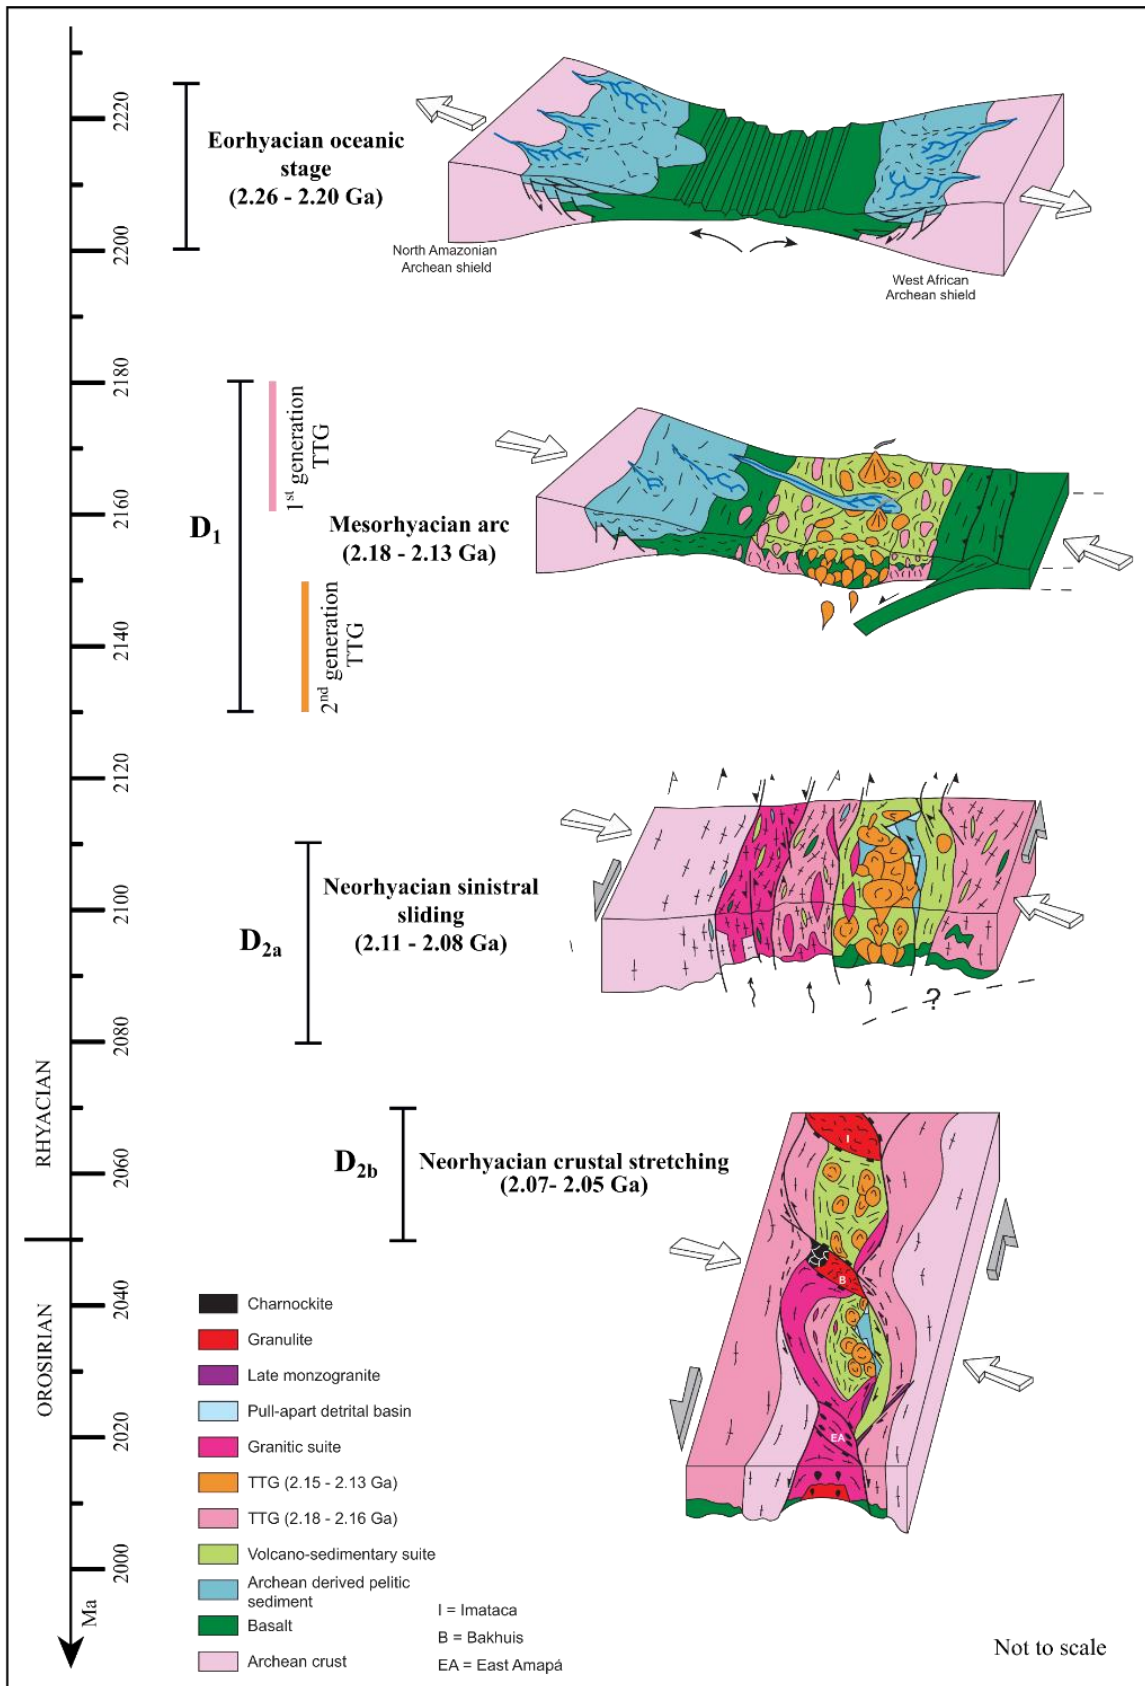 2220
2200
2180
2160
2140
2120
2100
2080
2060
2040
2020
2000
Ma
RHYACIAN
OROSIRIAN
Eorhyacian oceanic
stage
(2.26 - 2.20 Ga)
North Amazonian
Archean shield
West African
Archean shield
D1
1st generation
TTG
2nd generation
TTG
Mesorhyacian arc
(2.18 - 2.13 Ga)
D2a
Neorhyacian sinistral
sliding
(2.11 - 2.08 Ga)
?
D2b
Neorhyacian crustal stretching
(2.07- 2.05 Ga)
I
B
EA
Charnockite
Granulite
Late monzogranite
Pull-apart detrital basin
Granitic suite
TTG (2.15 - 2.13 Ga)
TTG (2.18 - 2.16 Ga)
Volcano-sedimentary suite
Archean derived pelitic
sediment
Basalt
Archean crust
I = Imataca
B = Bakhuis
EA = East Amapá
Not to scale